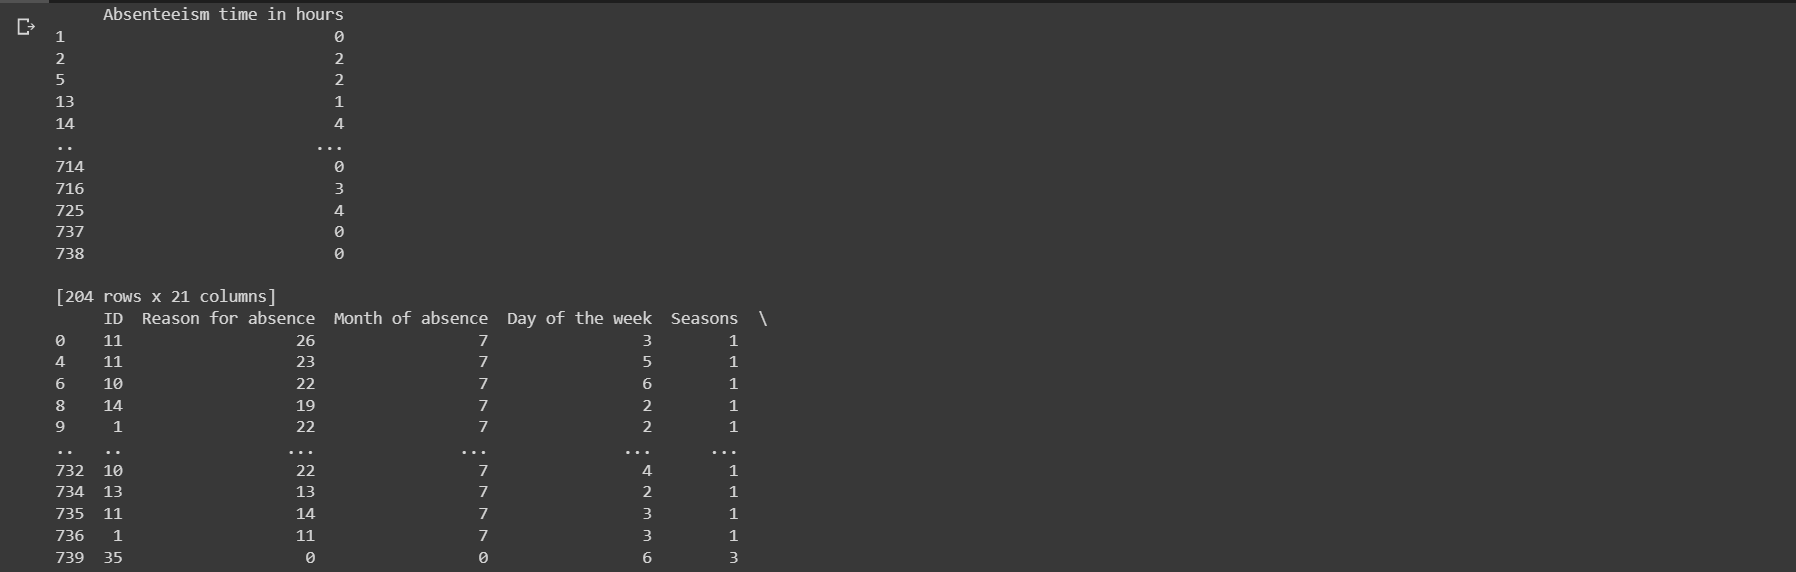 Absenteeism time in hours
1                            0
2                            2
5                            2
13                           1
14                           4
..                         ...
714                          0
716                          3
725                          4
737                          0
738                          0
[204 rows x 21 columns]
     ID  Reason for absence  Month of absence  Day of the week  Seasons  \
0    11                  26                 7                3        1
4    11                  23                 7                5        1
6    10                  22                 7                6        1
8    14                  19                 7                2        1
9     1                  22                 7                2        1
..   ..                 ...               ...              ...      ...
732  10                  22                 7                4        1
734  13                  13                 7                2        1
735  11                  14                 7                3        1
736   1                  11                 7                3        1
739  35                   0                 0                6        3